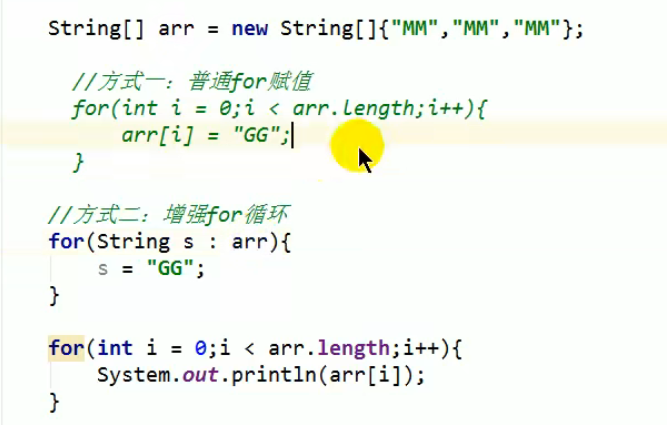 String[] arr = new String[]{"MM","MM","MM"};
//方式一：普通for赋值
for(int i = 0;i < arr.length;i++){
arr[i] = "GG";
}
//方式二：增强for循环
for(String s : arr){
s = "GG";
}
for(int i = 0;i < arr.length;i++){
System.out.println(arr[i]);
}